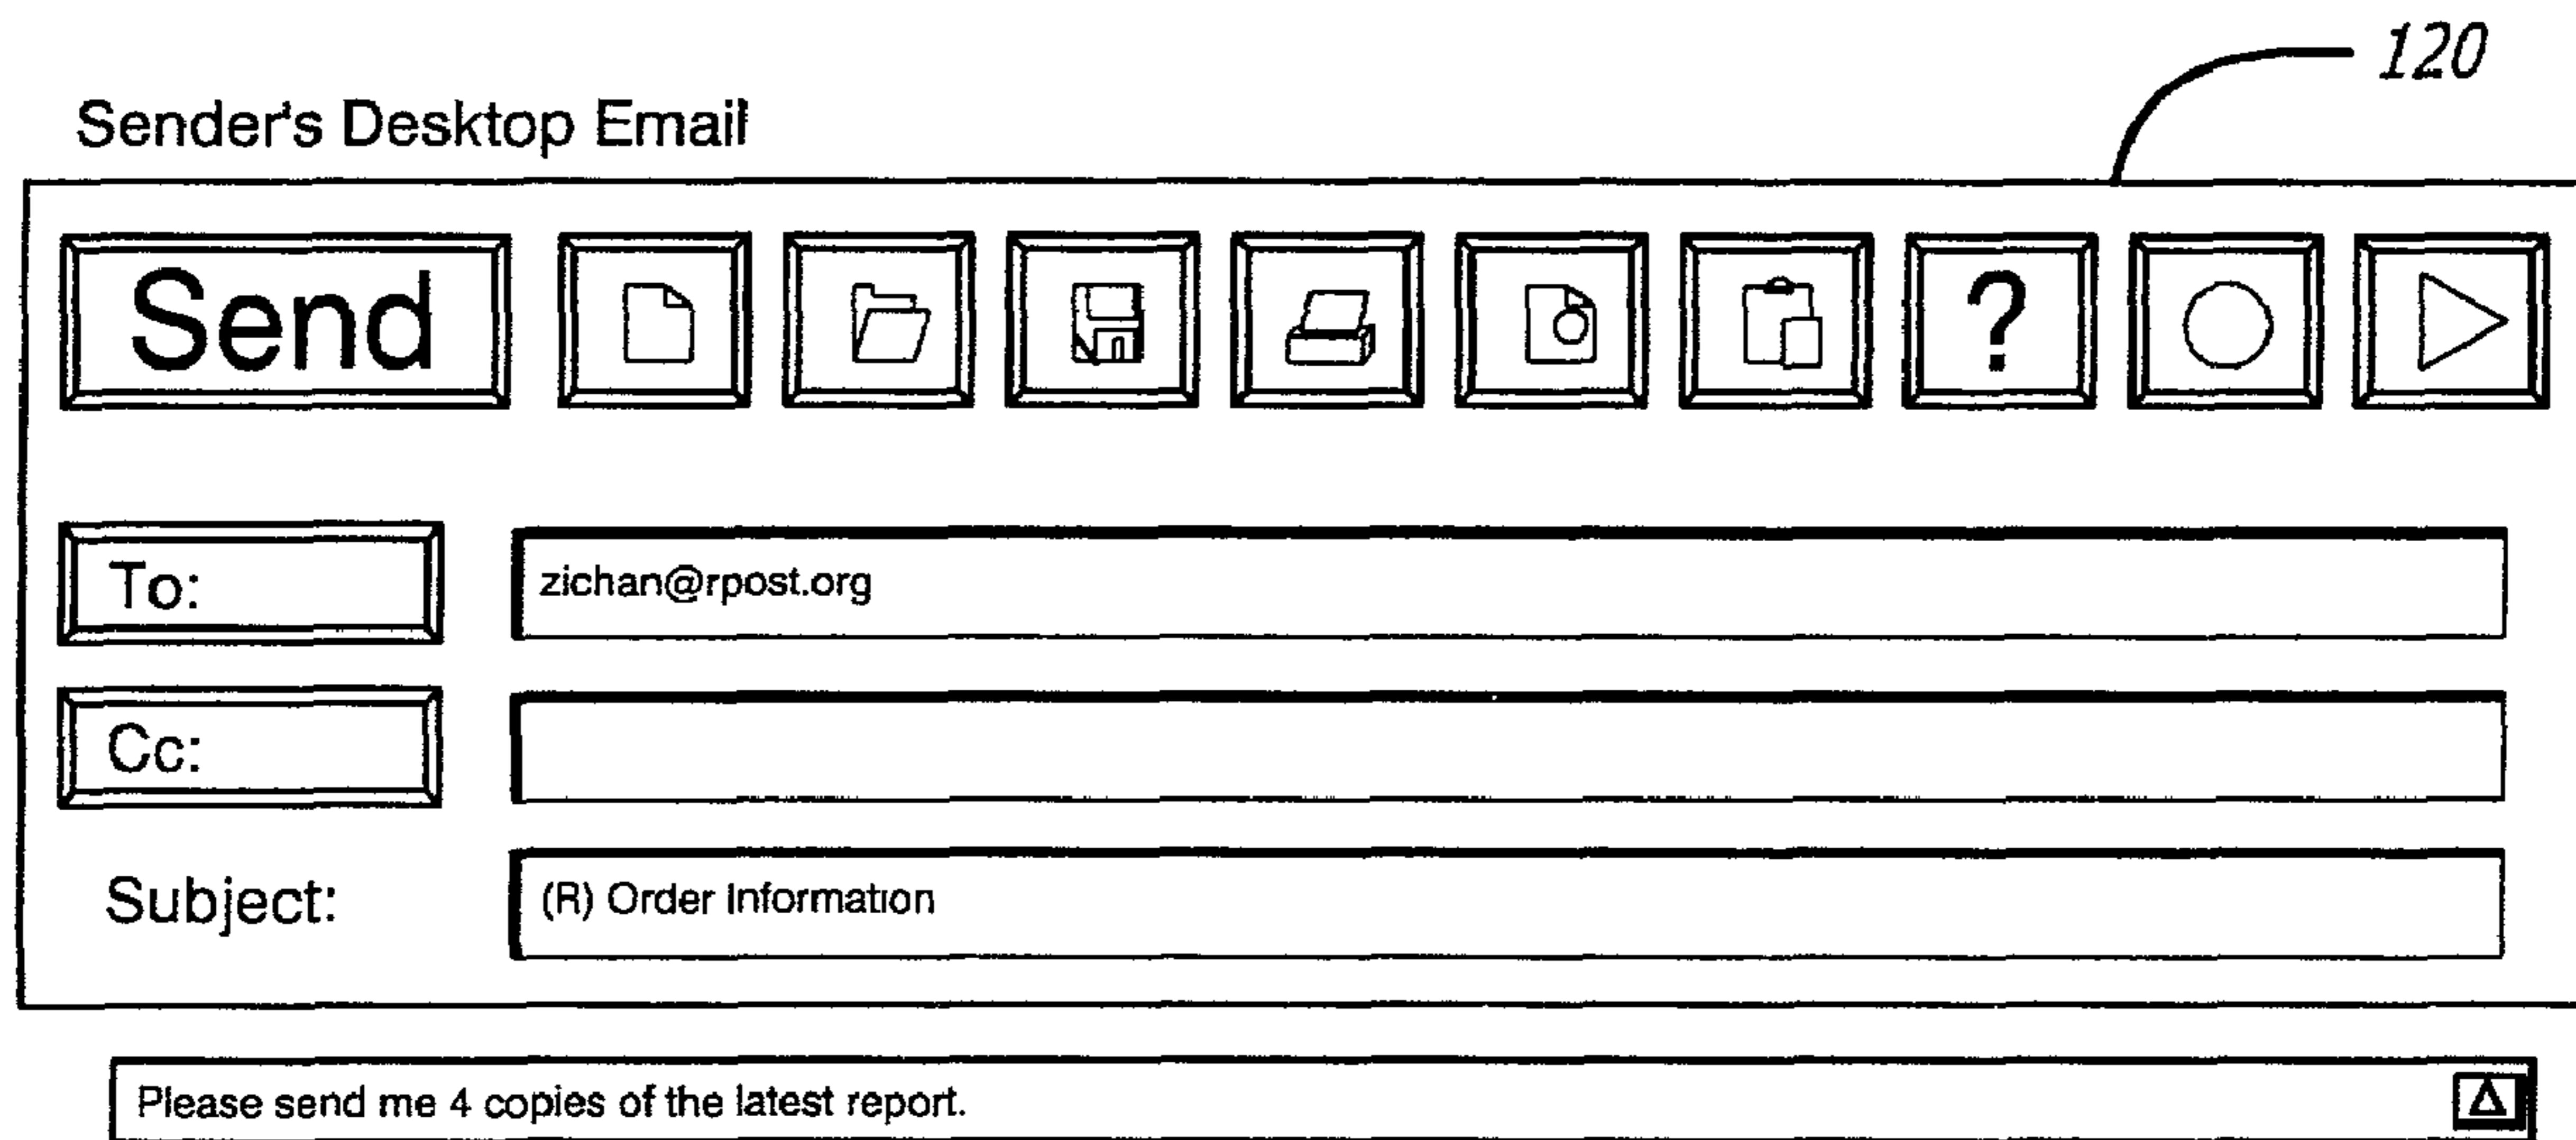 120
Sender's Desktop Email
Send ?
To: zichan@rpost.org
Cc:
Subject: (R) Order Information
Please send me 4 copies of the latest report.